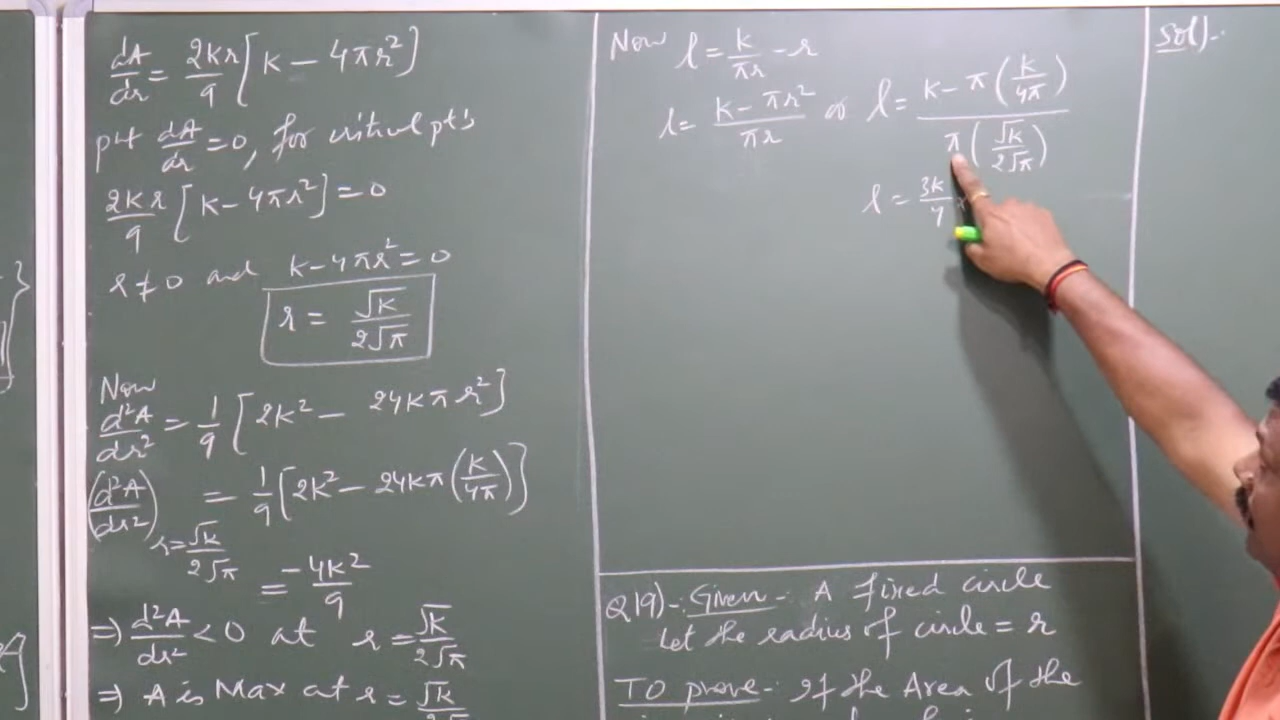 dA/dr = 2kr/9 [k - 4πr²]
put dA/dr = 0, for critical pt's
2kr/9 [k - 4πr²] = 0
r ≠ 0 and k - 4πr² = 0
r = √k/2√π
Now
d²A/dr² = 1/9 [2k² - 24kπr²]
(d²A/dr²) r=√k/2√π = 1/9 [2k² - 24kπ(k/4π)]
= -4k²/9
⇒ d²A/dr² < 0 at r = √k/2√π
⇒ A is Max at r = √k/2√π
Now l = k/πr - r
l = k - πr²/πr or l = k - π(k/4π)/π(√k/2√π)
l = 3k/4
Q19)-: Given-: A fixed circle
Let the radius of circle = r
TO prove-: If the Area of the
Sol)-: